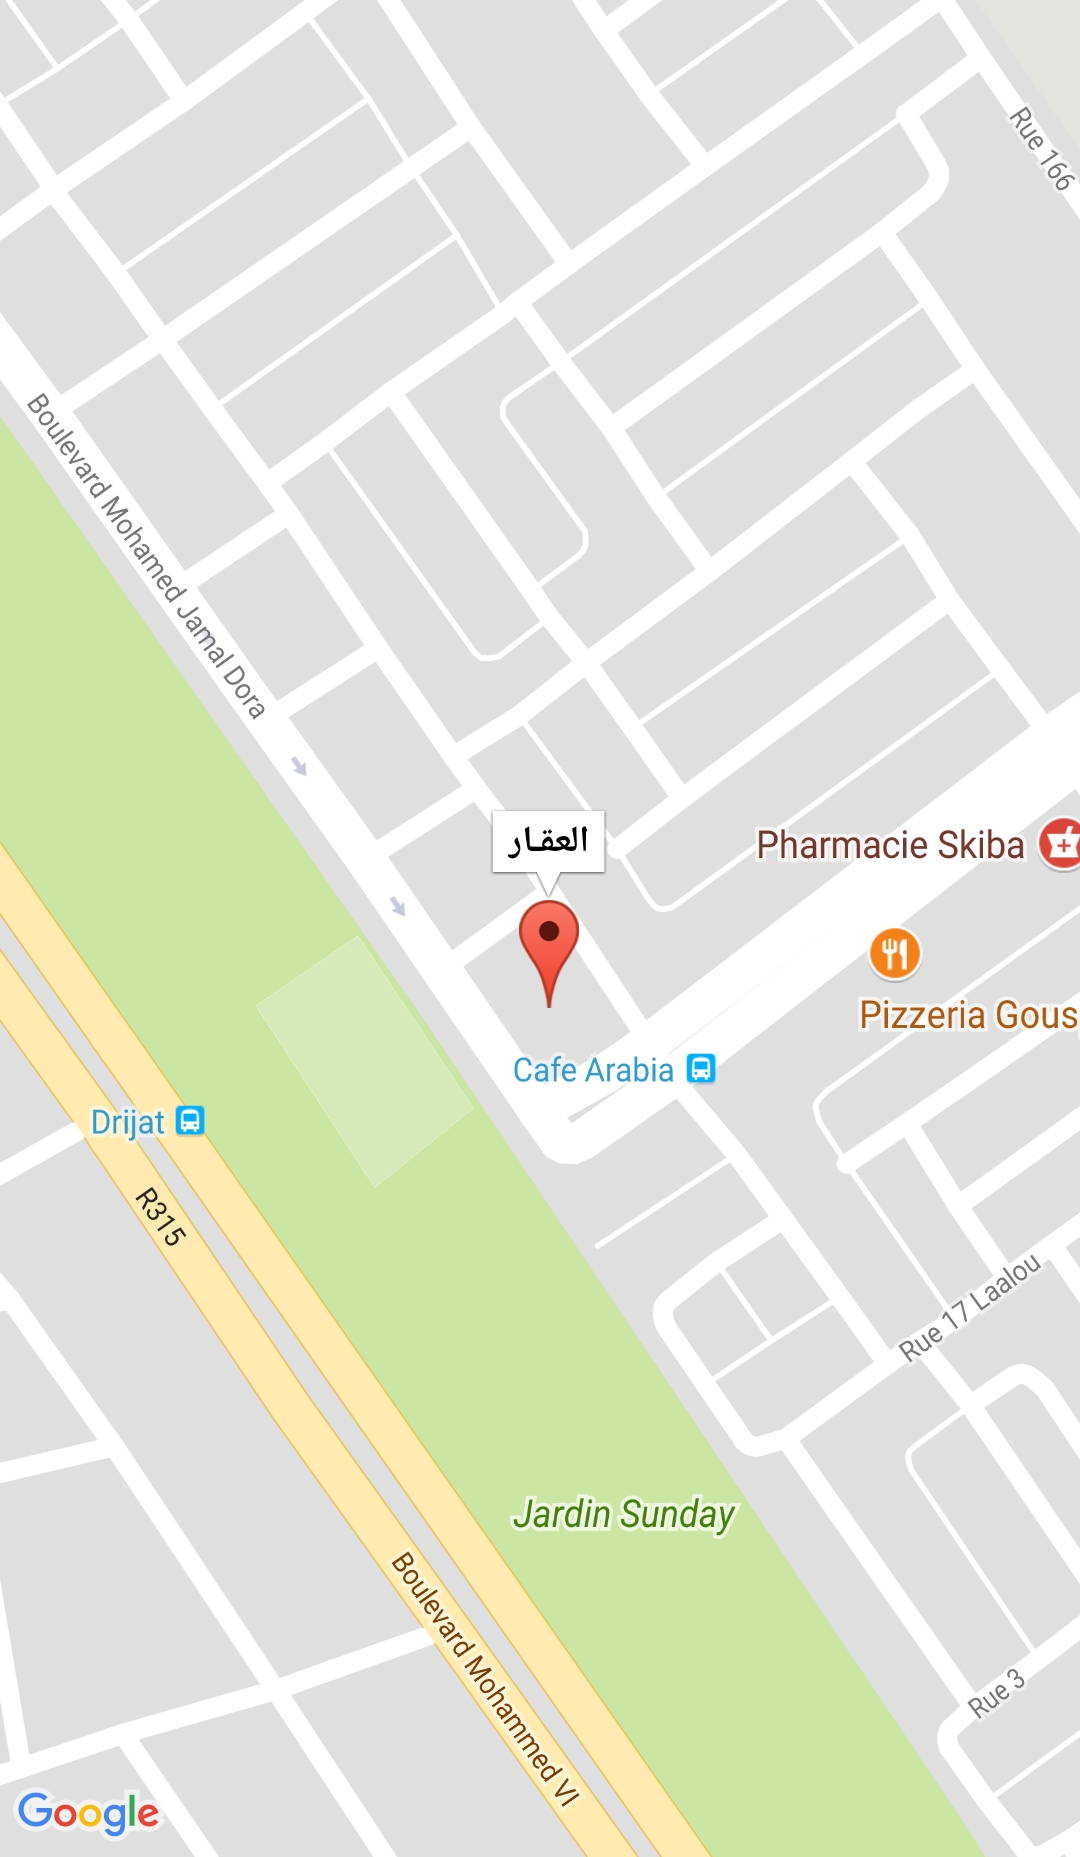 Rue 166
Boulevard Mohamed Jamal Dora
العقار
Pharmacie Skiba
Pizzeria Gous
Cafe Arabia
Drijat
R315
Rue 17 Laalou
Jardin Sunday
Boulevard Mohammed VI
Rue 3
Google